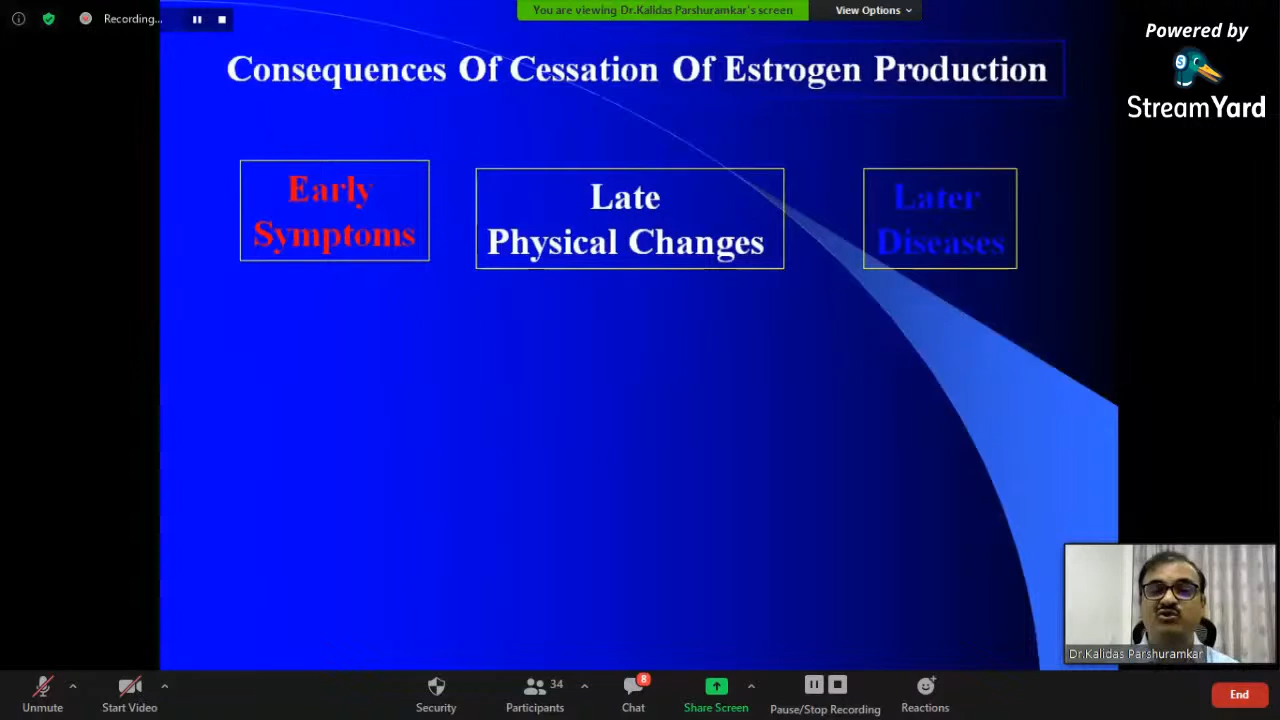 Recording...
You are viewing Dr.Kalidas Parshuramkar's screen
View Options
Powered by
StreamYard
Consequences Of Cessation Of Estrogen Production
Early
Symptoms
Late
Physical Changes
Later
Diseases
Dr.Kalidas Parshuramkar
Unmute
Start Video
Security
34
Participants
8
Chat
Share Screen
Pause/Stop Recording
Reactions
End